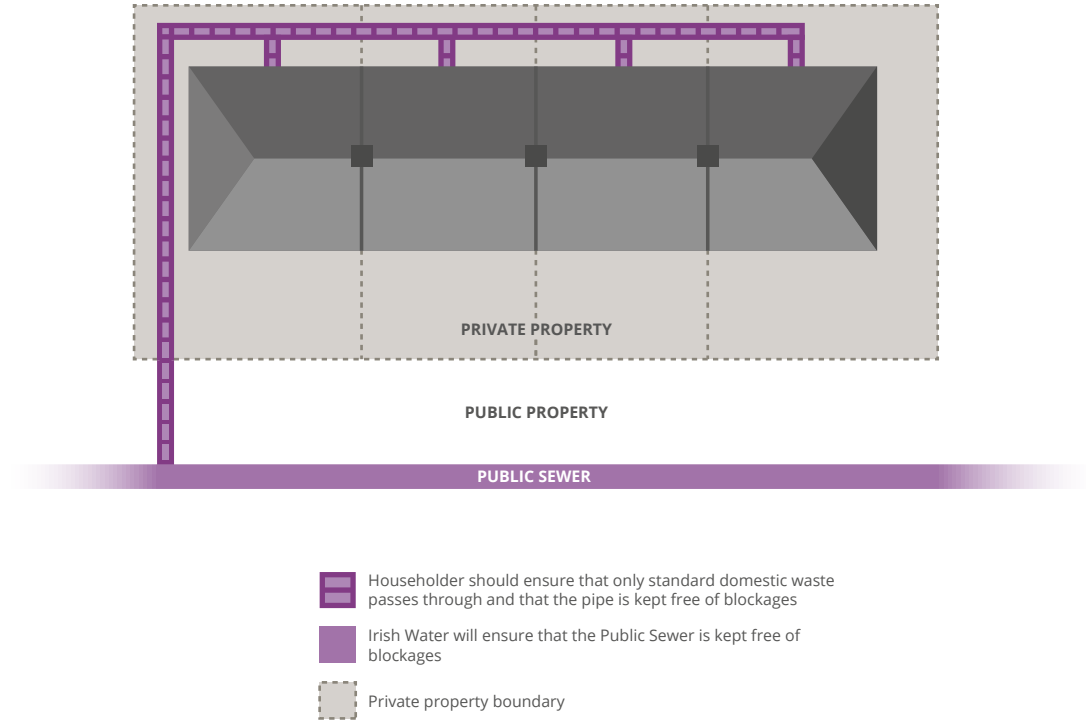 PRIVATE PROPERTY
PUBLIC PROPERTY
PUBLIC SEWER
Householder should ensure that only standard domestic waste
passes through and that the pipe is kept free of blockages
Irish Water will ensure that the Public Sewer is kept free of
blockages
Private property boundary